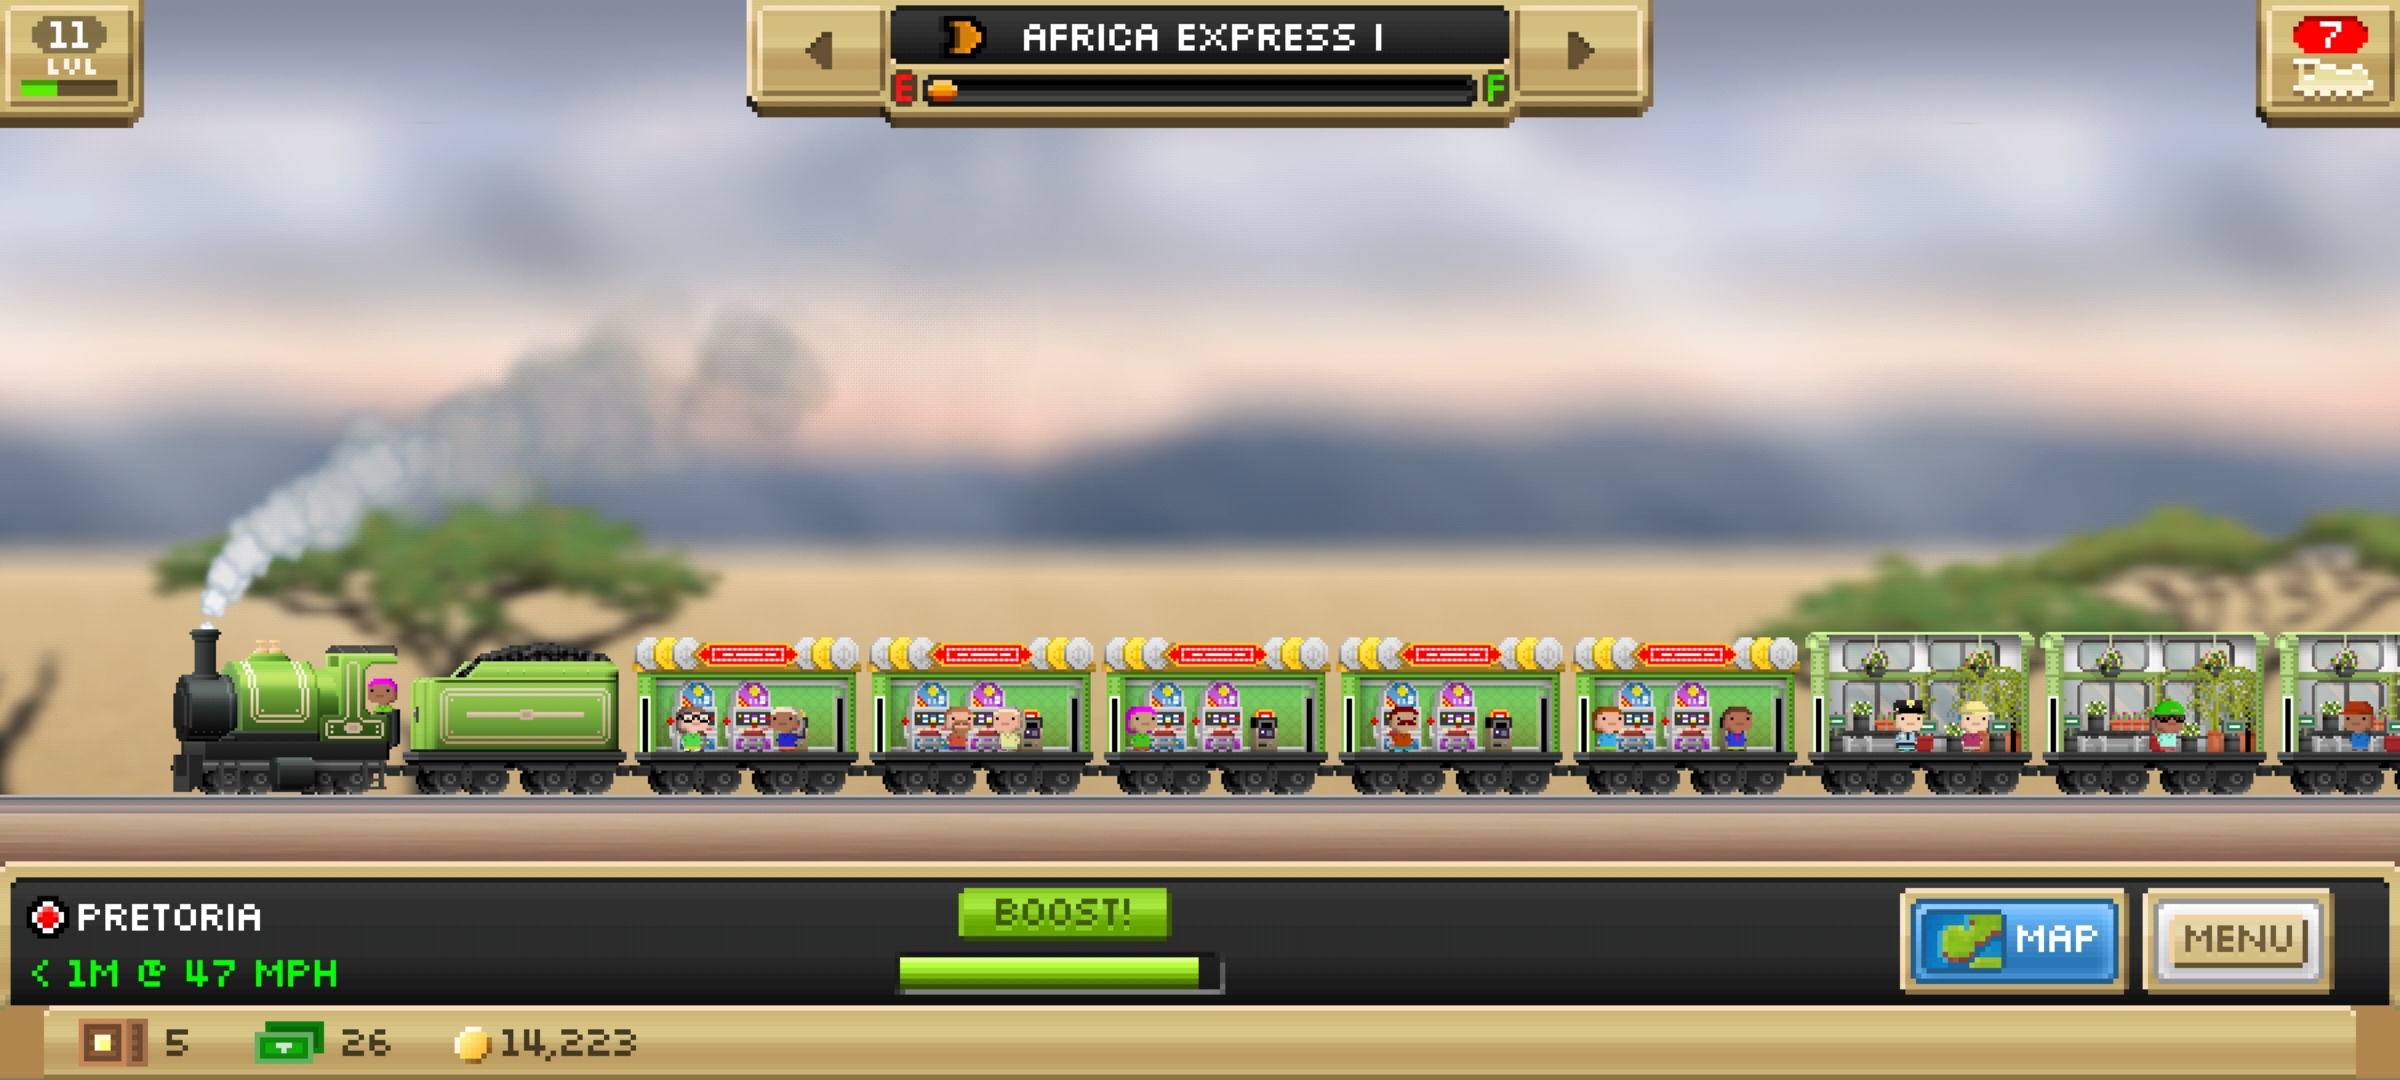 11
LVL
AFRICA EXPRESS I
E F
7
PRETORIA
< 1M @ 47 MPH
BOOST!
MAP
MENU
5
26
14,223